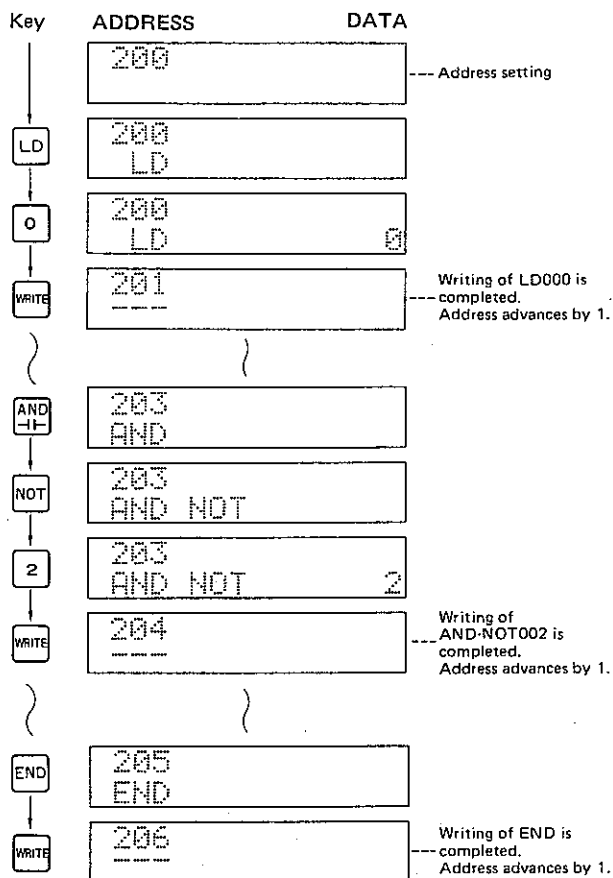 Key ADDRESS DATA
200
--- Address setting
LD
200
LD
0
200
LD 0
WRITE
201
---
Writing of LD000 is
--- completed.
Address advances by 1.
AND
203
AND
NOT
203
AND NOT
2
203
AND NOT 2
WRITE
204
---
Writing of
--- AND·NOT002 is
completed.
Address advances by 1.
END
205
END
WRITE
206
---
Writing of END is
--- completed.
Address advances by 1.